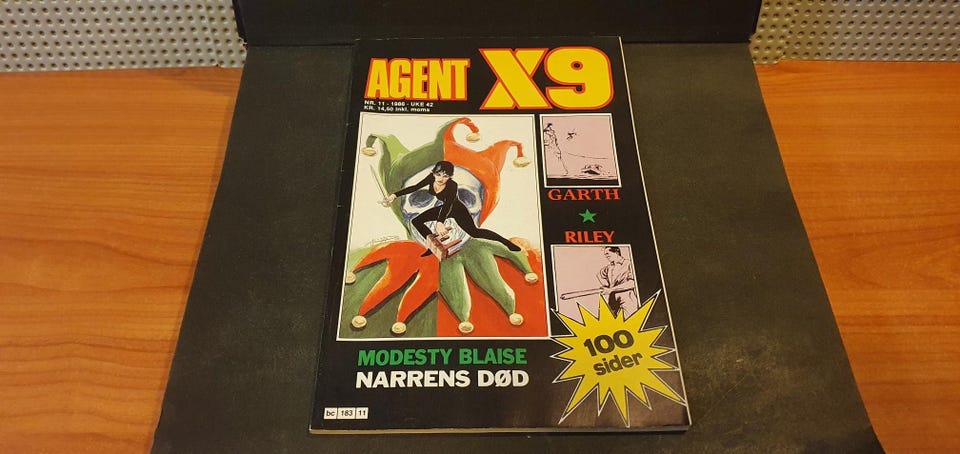 AGENT X9
NR. 11 - 1986 - UKE 42
KR. 14,50 inkl. moms
GARTH
RILEY
100
sider
MODESTY BLAISE
NARRENS DØD
bc 183 11